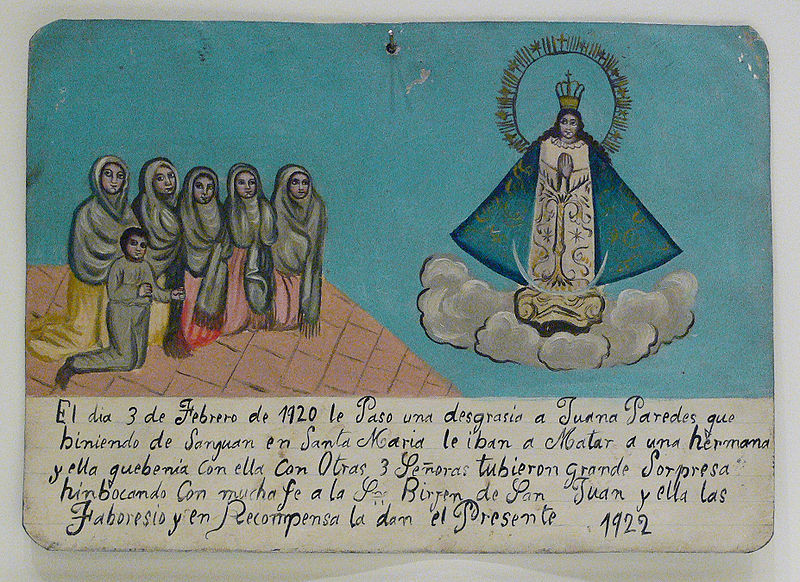 El dia 3 de Febrero de 1920 le Paso una desgrasia a Juana Paredes que
biniendo de Sanguan en Santa Maria le iban a Matar a una hermana
y ella quebenia con ella con Otras 3 Señoras tubieron grande Sorpresa
hinbocando Con mucha fe a la Sra Birjen de San Juan y ella las
Faboresio y en Recompensa la dan el Presente 1922